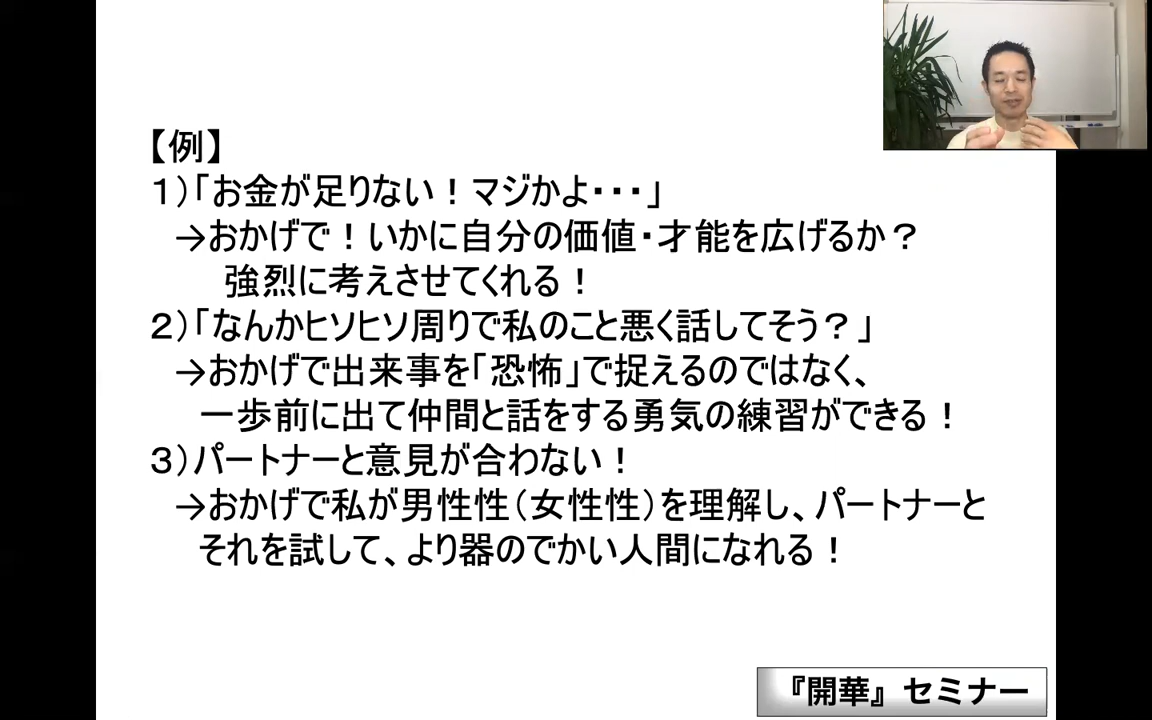 【例】
１）「お金が足りない！マジかよ・・・」
→おかげで！いかに自分の価値・才能を広げるか？
強烈に考えさせてくれる！
２）「なんかヒソヒソ周りで私のこと悪く話してそう？」
→おかげで出来事を「恐怖」で捉えるのではなく、
一歩前に出て仲間と話をする勇気の練習ができる！
３）パートナーと意見が合わない！
→おかげで私が男性性（女性性）を理解し、パートナーと
それを試して、より器のでかい人間になれる！
『開華』セミナー